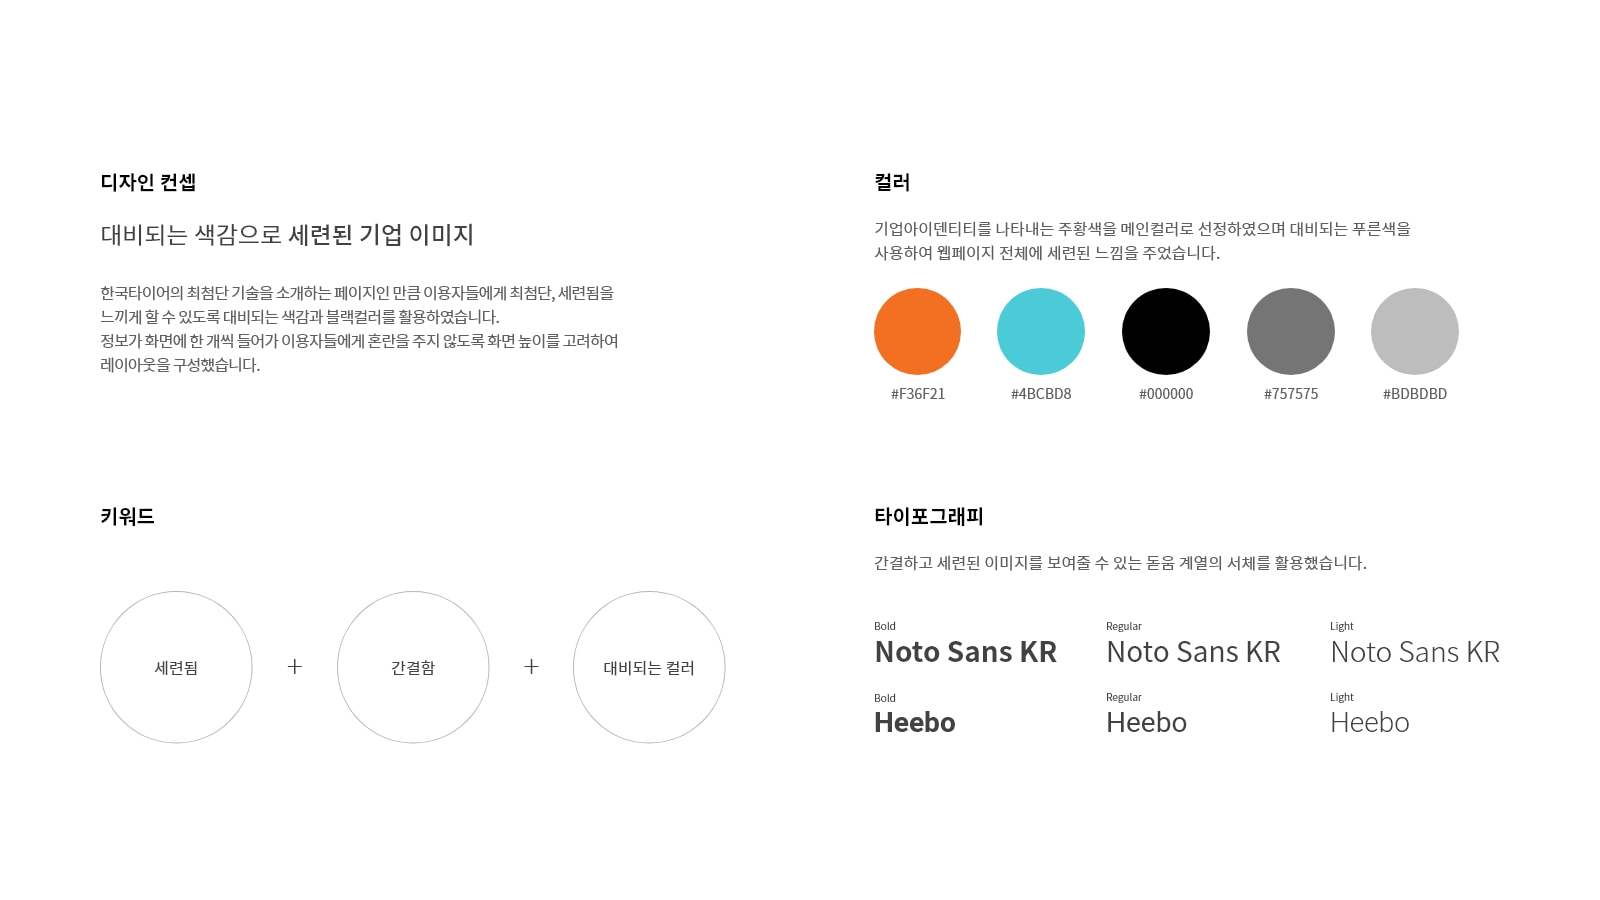 디자인 컨셉
대비되는 색감으로 세련된 기업 이미지
한국타이어의 최첨단 기술을 소개하는 페이지인 만큼 이용자들에게 최첨단, 세련됨을
느끼게 할 수 있도록 대비되는 색감과 블랙컬러를 활용하였습니다.
정보가 화면에 한 개씩 들어가 이용자들에게 혼란을 주지 않도록 화면 높이를 고려하여
레이아웃을 구성했습니다.
컬러
기업아이덴티티를 나타내는 주황색을 메인컬러로 선정하였으며 대비되는 푸른색을
사용하여 웹페이지 전체에 세련된 느낌을 주었습니다.
#F36F21 #4BCBD8 #000000 #757575 #BDBDBD
키워드
세련됨 + 간결함 + 대비되는 컬러
타이포그래피
간결하고 세련된 이미지를 보여줄 수 있는 돋움 계열의 서체를 활용했습니다.
Bold Regular Light
Noto Sans KR Noto Sans KR Noto Sans KR
Bold Regular Light
Heebo Heebo Heebo